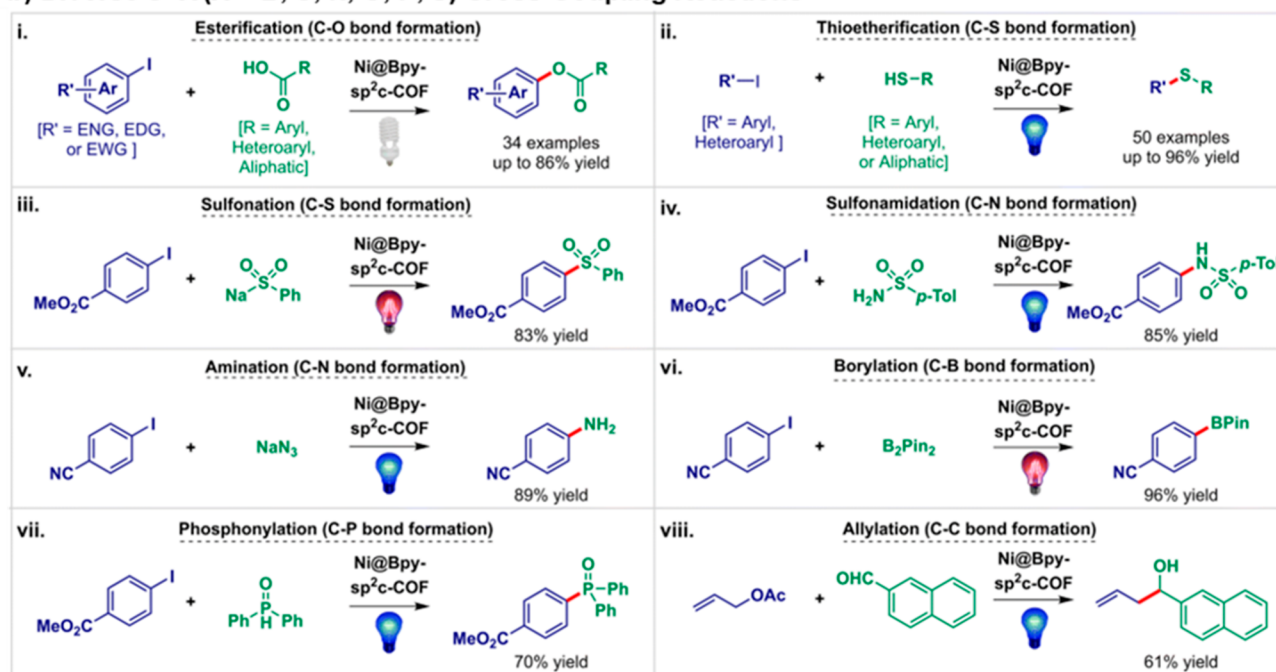 i.
Esterification (C-O bond formation)
R'
Ar
I
+
HO
R
O
Ni@Bpy-
sp²c-COF
R'
Ar
O
R
O
[R' = ENG, EDG,
or EWG ]
[R = Aryl,
Heteroaryl,
Aliphatic]
34 examples
up to 86% yield
ii.
Thioetherification (C-S bond formation)
R'–I
+
HS–R
Ni@Bpy-
sp²c-COF
R'
S
R
[R' = Aryl,
Heteroaryl ]
[R = Aryl,
Heteroaryl,
or Aliphatic]
50 examples
up to 96% yield
iii.
Sulfonation (C-S bond formation)
I
MeO₂C
+
O O
S
Na Ph
Ni@Bpy-
sp²c-COF
O O
S
Ph
MeO₂C
83% yield
iv.
Sulfonamidation (C-N bond formation)
I
MeO₂C
+
O O
S
H₂N p-Tol
Ni@Bpy-
sp²c-COF
H
N
S
p-Tol
O O
MeO₂C
85% yield
v.
Amination (C-N bond formation)
I
NC
+
NaN₃
Ni@Bpy-
sp²c-COF
NH₂
NC
89% yield
vi.
Borylation (C-B bond formation)
I
NC
+
B₂Pin₂
Ni@Bpy-
sp²c-COF
BPin
NC
96% yield
vii.
Phosphonylation (C-P bond formation)
I
MeO₂C
+
O
Ph P Ph
H
Ni@Bpy-
sp²c-COF
O
P Ph
Ph
MeO₂C
70% yield
viii.
Allylation (C-C bond formation)
OAc
+
OHC
Ni@Bpy-
sp²c-COF
OH
61% yield